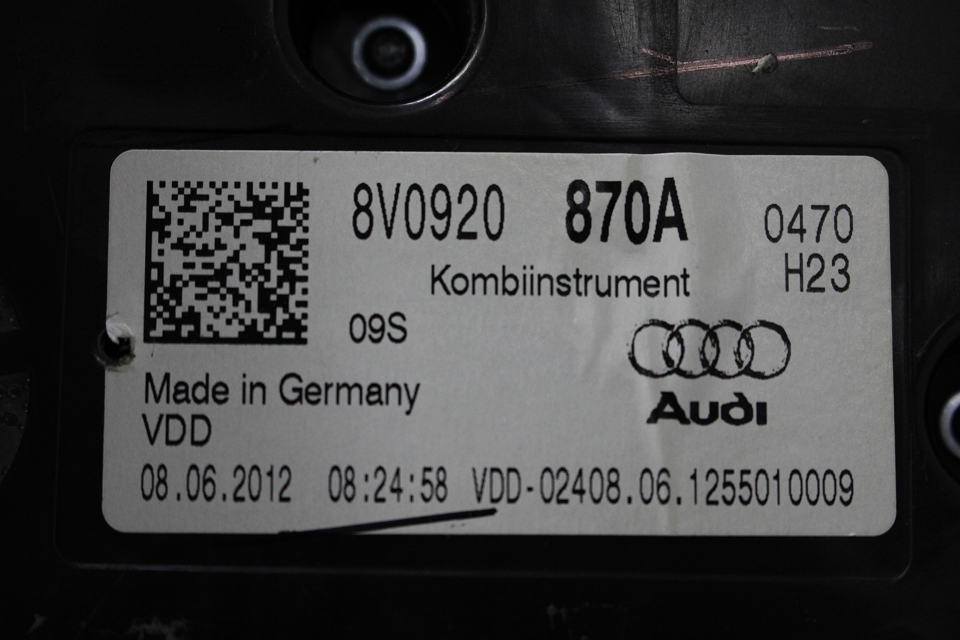 8V0920 870A 0470
Kombiinstrument H23
09S
Audi
Made in Germany
VDD
08.06.2012 08:24:58 VDD-02408.06.1255010009